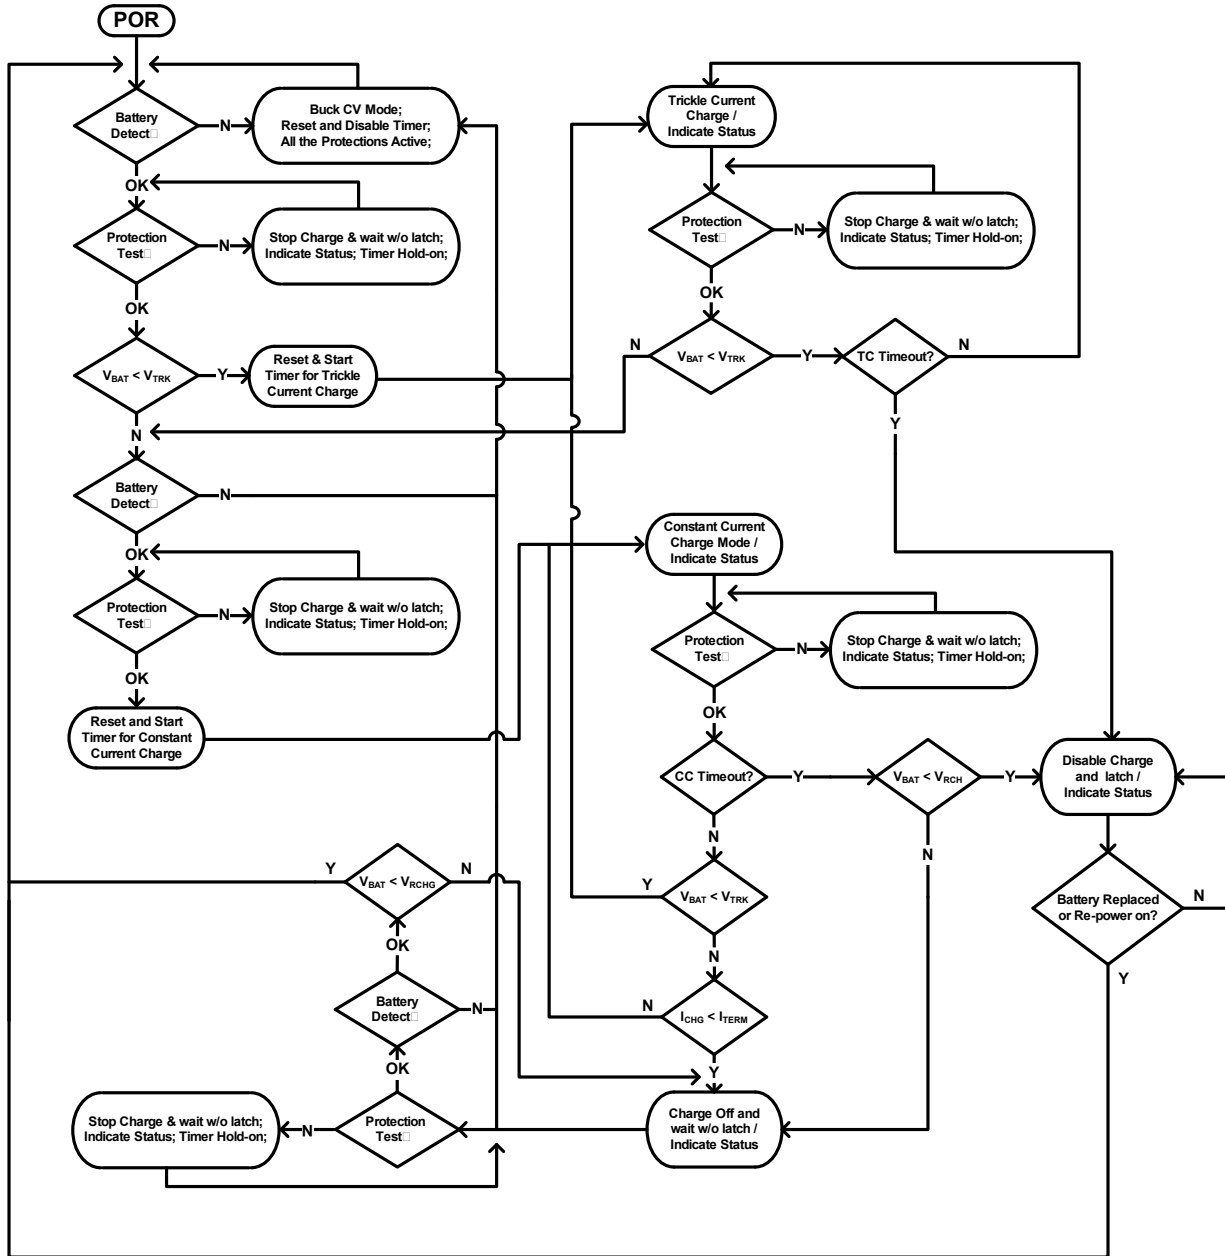 POR
Battery
Detect□
N
Buck CV Mode;
Reset and Disable Timer;
All the Protections Active;
OK
Protection
Test□
N
Stop Charge & wait w/o latch;
Indicate Status; Timer Hold-on;
OK
VBAT < VTRK
Y
Reset & Start
Timer for Trickle
Current Charge
N
Battery
Detect□
N
OK
Protection
Test□
N
Stop Charge & wait w/o latch;
Indicate Status; Timer Hold-on;
OK
Reset and Start
Timer for Constant
Current Charge
Trickle Current
Charge /
Indicate Status
Protection
Test□
N
Stop Charge & wait w/o latch;
Indicate Status; Timer Hold-on;
OK
N
VBAT < VTRK
Y
TC Timeout?
N
Y
Constant Current
Charge Mode /
Indicate Status
Protection
Test□
N
Stop Charge & wait w/o latch;
Indicate Status; Timer Hold-on;
OK
CC Timeout?
Y
VBAT < VRCH
Y
Disable Charge
and latch /
Indicate Status
N
N
Y
VBAT < VTRK
Battery Replaced
or Re-power on?
N
Y
N
N
ICHG < ITERM
Y
Charge Off and
wait w/o latch /
Indicate Status
Y
VBAT < VRCHG
N
OK
Battery
Detect□
N
OK
Protection
Test□
N
Stop Charge & wait w/o latch;
Indicate Status; Timer Hold-on;